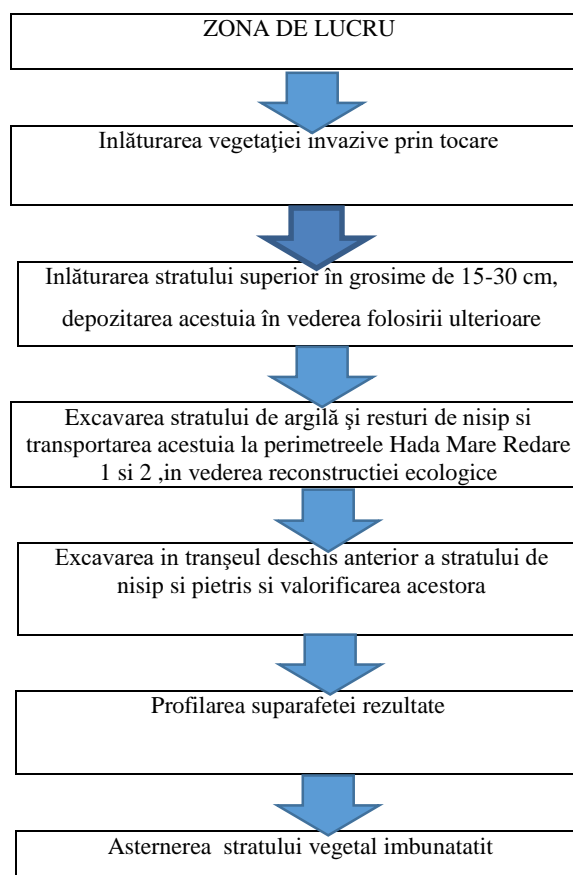 ZONA DE LUCRU
Inlăturarea vegetaţiei invazive prin tocare
Inlăturarea stratului superior în grosime de 15-30 cm,
depozitarea acestuia în vederea folosirii ulterioare
Excavarea stratului de argilă şi resturi de nisip si
transportarea acestuia la perimetreele Hada Mare Redare
1 si 2 ,in vederea reconstructiei ecologice
Excavarea in tranşeul deschis anterior a stratului de
nisip si pietris si valorificarea acestora
Profilarea suparafetei rezultate
Asternerea stratului vegetal imbunatatit